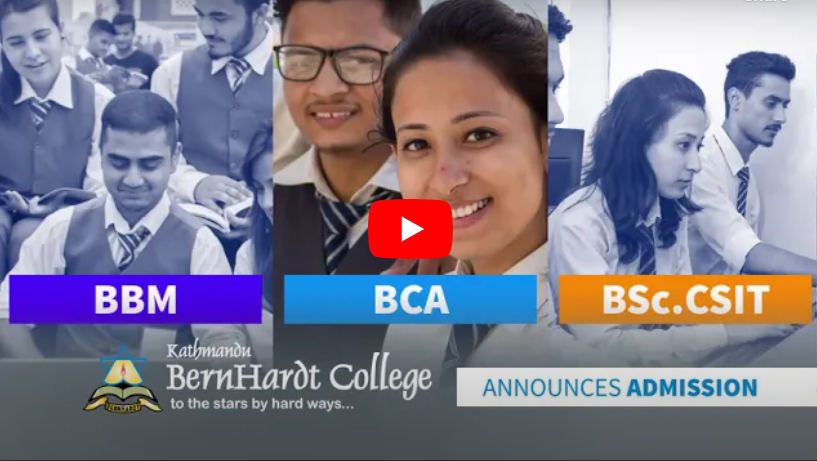 BBM
BCA
BSc.CSIT
Kathmandu
BernHardt College
to the stars by hard ways...
ANNOUNCES ADMISSION